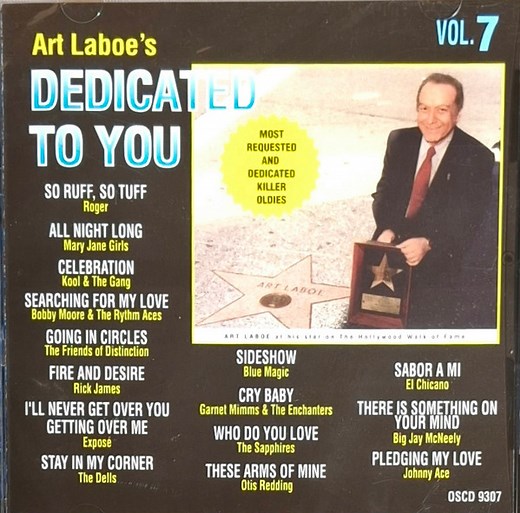 Art Laboe's
VOL. 7
DEDICATED
TO YOU
MOST
REQUESTED
AND
DEDICATED
KILLER
OLDIES
ART LABOE
ART LABOE at his star on The Hollywood Walk of Fame
SO RUFF, SO TUFF
Roger
ALL NIGHT LONG
Mary Jane Girls
CELEBRATION
Kool & The Gang
SEARCHING FOR MY LOVE
Bobby Moore & The Rythm Aces
GOING IN CIRCLES
The Friends of Distinction
FIRE AND DESIRE
Rick James
I'LL NEVER GET OVER YOU
GETTING OVER ME
Exposé
STAY IN MY CORNER
The Dells
SIDESHOW
Blue Magic
CRY BABY
Garnet Mimms & The Enchanters
WHO DO YOU LOVE
The Sapphires
THESE ARMS OF MINE
Otis Redding
SABOR A MI
El Chicano
THERE IS SOMETHING ON
YOUR MIND
Big Jay McNeely
PLEDGING MY LOVE
Johnny Ace
OSCD 9307